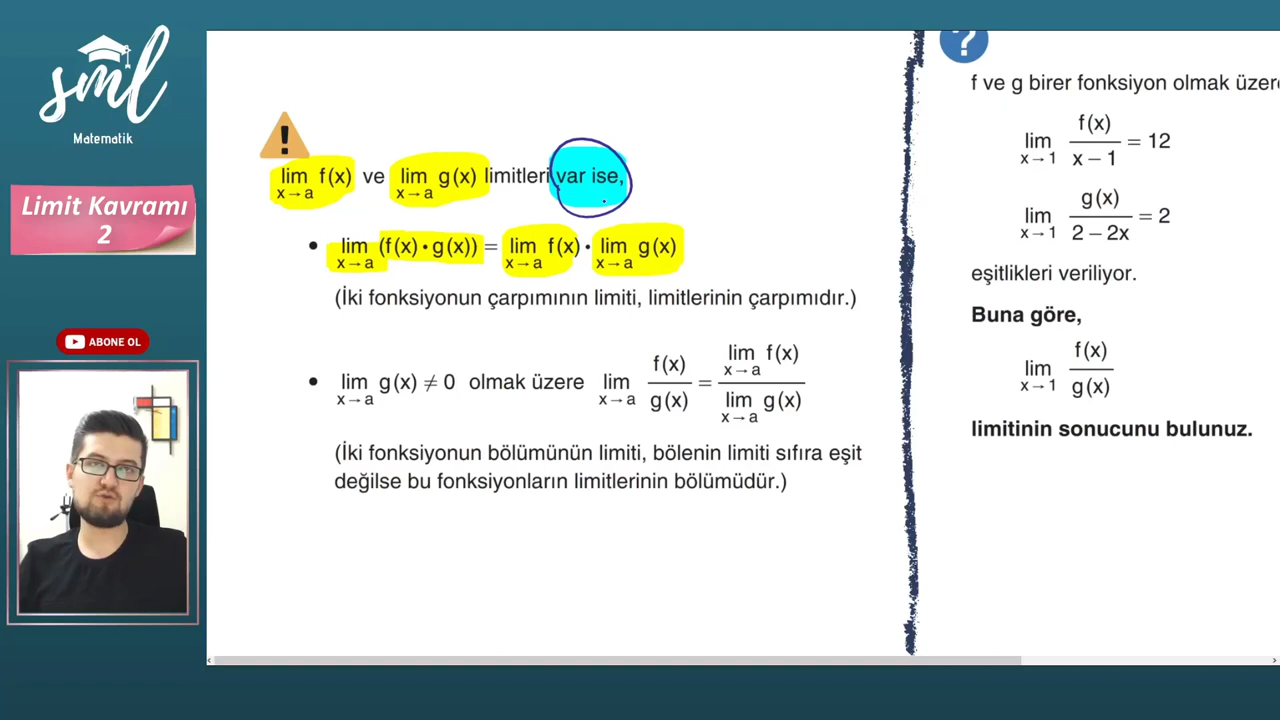 sml
Matematik
Limit Kavramı
2
ABONE OL
!
lim f(x) ve lim g(x) limitleri var ise,
x→a x→a
• lim (f(x) • g(x)) = lim f(x) • lim g(x)
x→a x→a x→a
(İki fonksiyonun çarpımının limiti, limitlerinin çarpımıdır.)
• lim g(x) ≠ 0 olmak üzere lim f(x)/g(x) = lim f(x)/lim g(x)
x→a x→a x→a x→a
(İki fonksiyonun bölümünün limiti, bölenin limiti sıfıra eşit
değilse bu fonksiyonların limitlerinin bölümüdür.)
?
f ve g birer fonksiyon olmak üzere
lim f(x)/x – 1 = 12
x→1
lim g(x)/2 – 2x = 2
x→1
eşitlikleri veriliyor.
Buna göre,
lim f(x)/g(x)
x→1
limitinin sonucunu bulunuz.